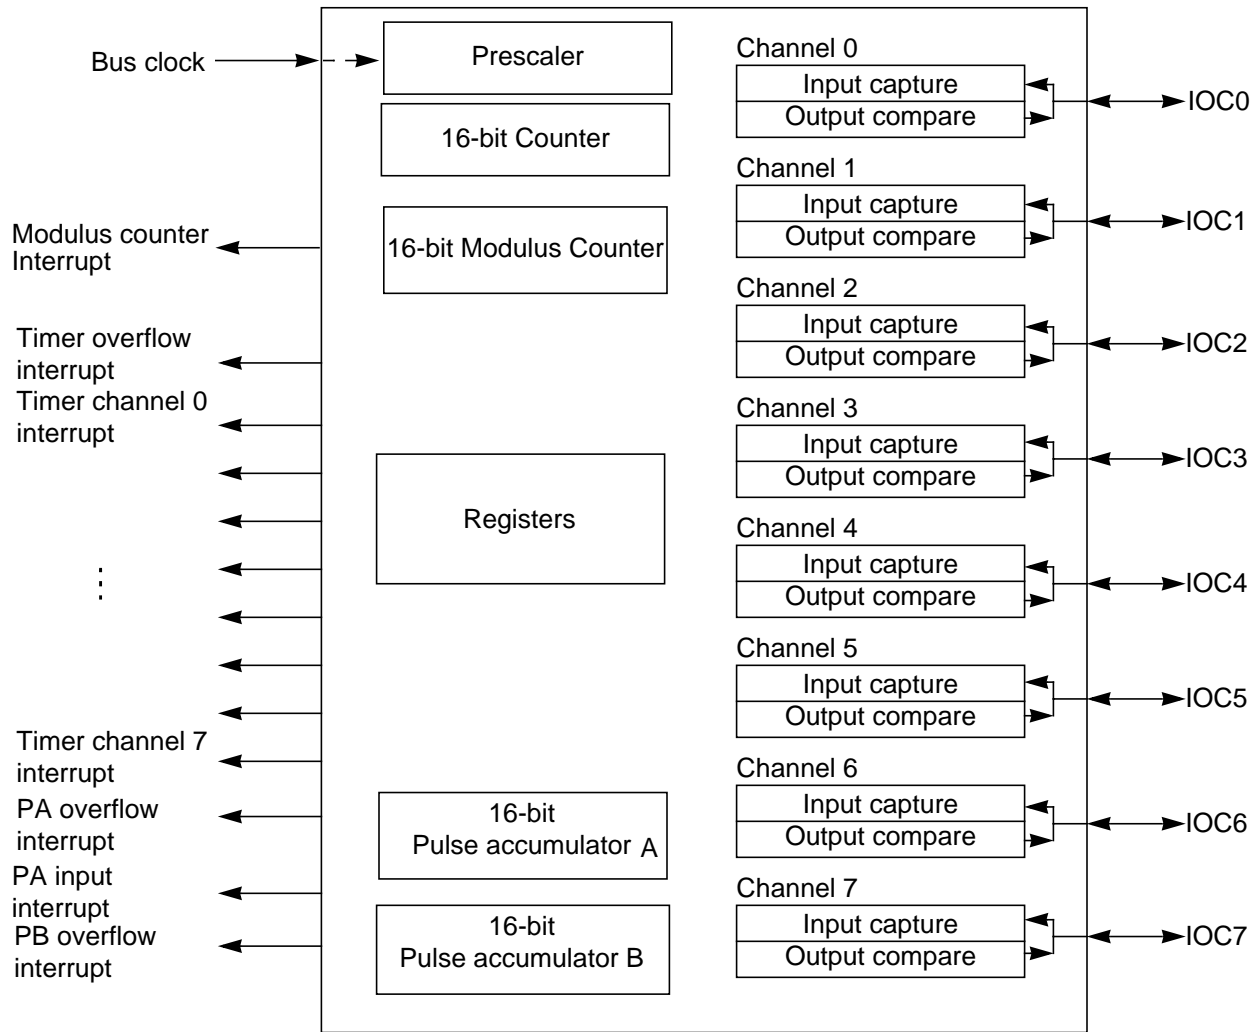 Bus clock
Modulus counter
Interrupt
Timer overflow
interrupt
Timer channel 0
interrupt
Timer channel 7
interrupt
PA overflow
interrupt
PA input
interrupt
PB overflow
interrupt
Prescaler
16-bit Counter
16-bit Modulus Counter
Registers
16-bit
Pulse accumulator A
16-bit
Pulse accumulator B
Channel 0
Input capture
Output compare
IOC0
Channel 1
Input capture
Output compare
IOC1
Channel 2
Input capture
Output compare
IOC2
Channel 3
Input capture
Output compare
IOC3
Channel 4
Input capture
Output compare
IOC4
Channel 5
Input capture
Output compare
IOC5
Channel 6
Input capture
Output compare
IOC6
Channel 7
Input capture
Output compare
IOC7